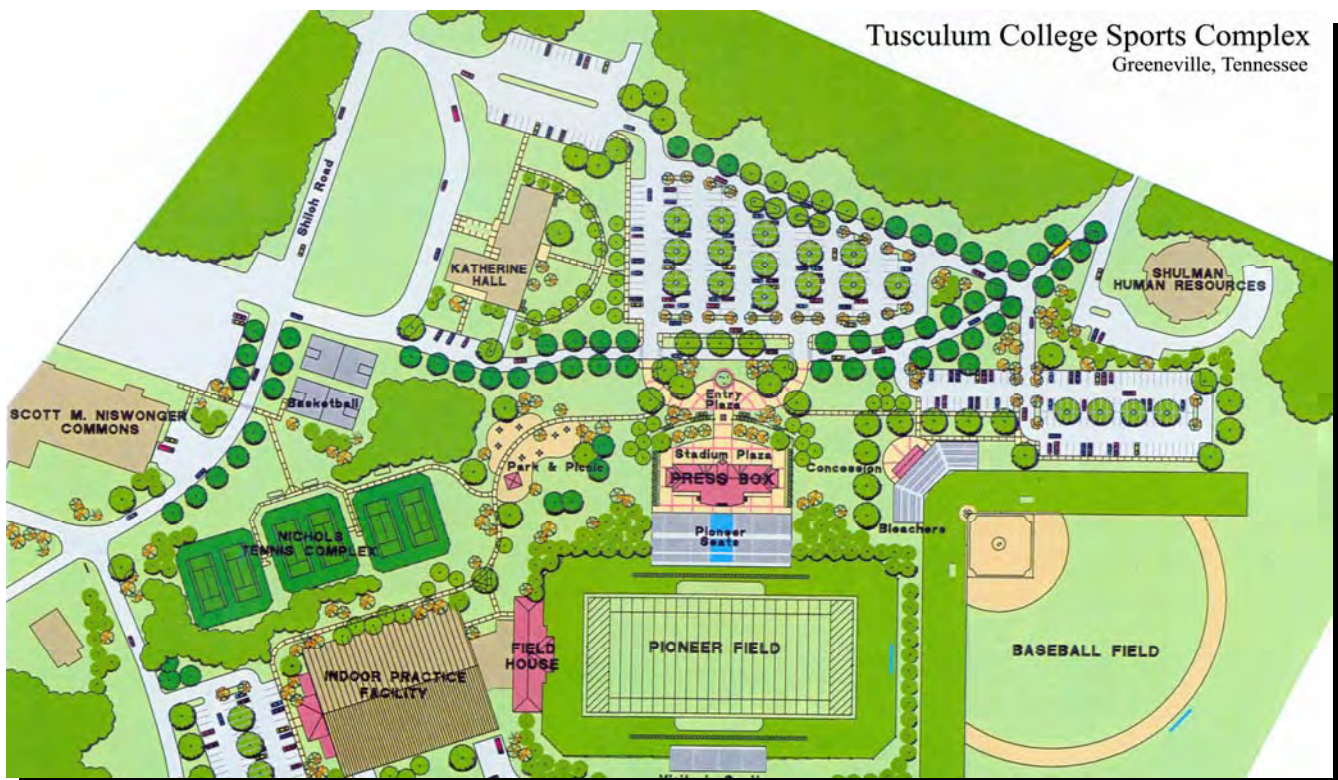 Tusculum College Sports Complex
Greeneville, Tennessee
Shiloh Road
KATHERINE
HALL
SHULMAN
HUMAN RESOURCES
SCOTT M. NISWONGER
COMMONS
Basketball
Entry
Plaza
Park & Picnic
Stadium Plaza
PRESS BOX
Concession
Pioneer
Seats
Bleachers
NICHOLS
TENNIS COMPLEX
FIELD
HOUSE
PIONEER FIELD
BASEBALL FIELD
INDOOR PRACTICE
FACILITY